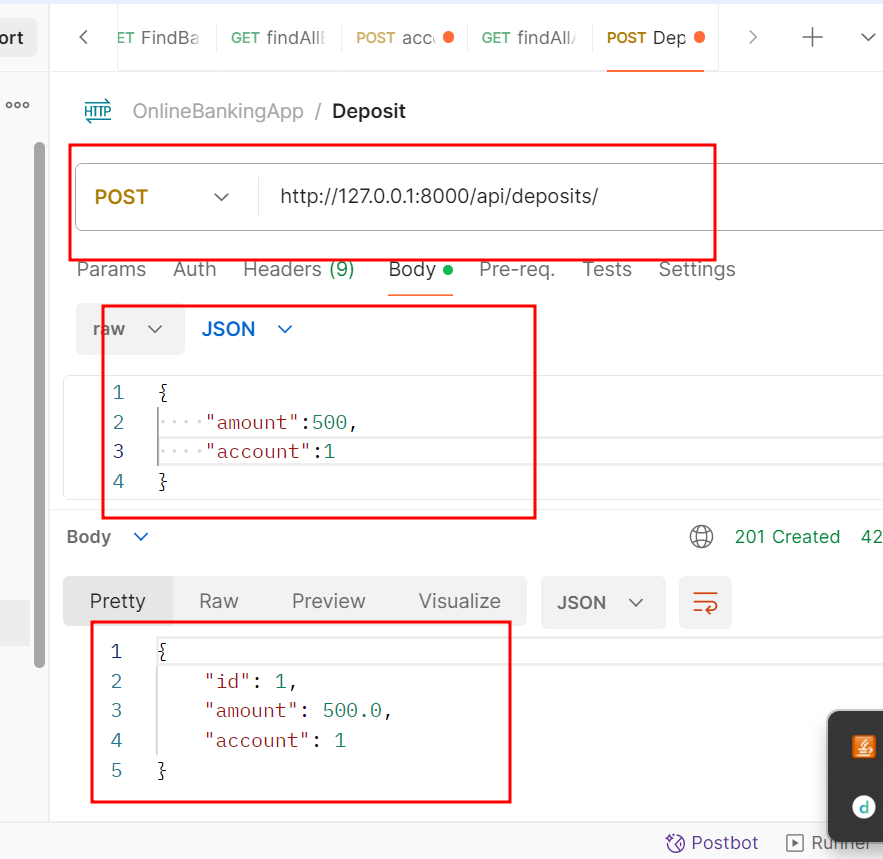 ort
ET FindBa
GET findAllE
POST acc
GET findAllA
POST Dep
HTTP OnlineBankingApp / Deposit
POST http://127.0.0.1:8000/api/deposits/
Params Auth Headers (9) Body Pre-req. Tests Settings
raw JSON
1 {
2 "amount":500,
3 "account":1
4 }
Body 201 Created 42
Pretty Raw Preview Visualize JSON
1 {
2 "id": 1,
3 "amount": 500.0,
4 "account": 1
5 }
d
Postbot Runner